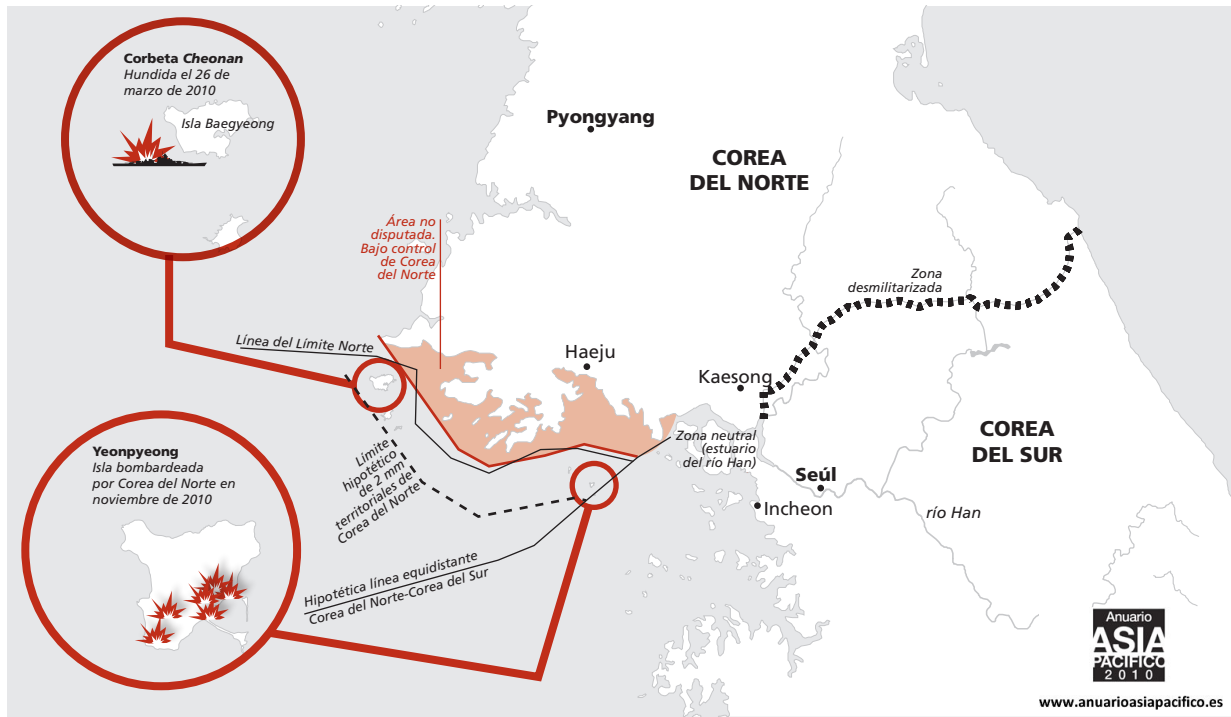 Corbeta Cheonan
Hundida el 26 de
marzo de 2010
Isla Baegyeong
Pyongyang
COREA
DEL NORTE
Área no
disputada.
Bajo control
de Corea
del Norte
Zona
desmilitarizada
Línea del Límite Norte
Haeju
Kaesong
Yeonpyeong
Isla bombardeada
por Corea del Norte en
noviembre de 2010
Límite
hipotético
de 2 mm
territoriales de
Corea del Norte
Zona neutral
(estuario
del río Han)
COREA
DEL SUR
Seúl
Incheon
río Han
Hipotética línea equidistante
Corea del Norte-Corea del Sur
Anuario
ASIA
PACÍFICO
2010
www.anuarioasiapacifico.es